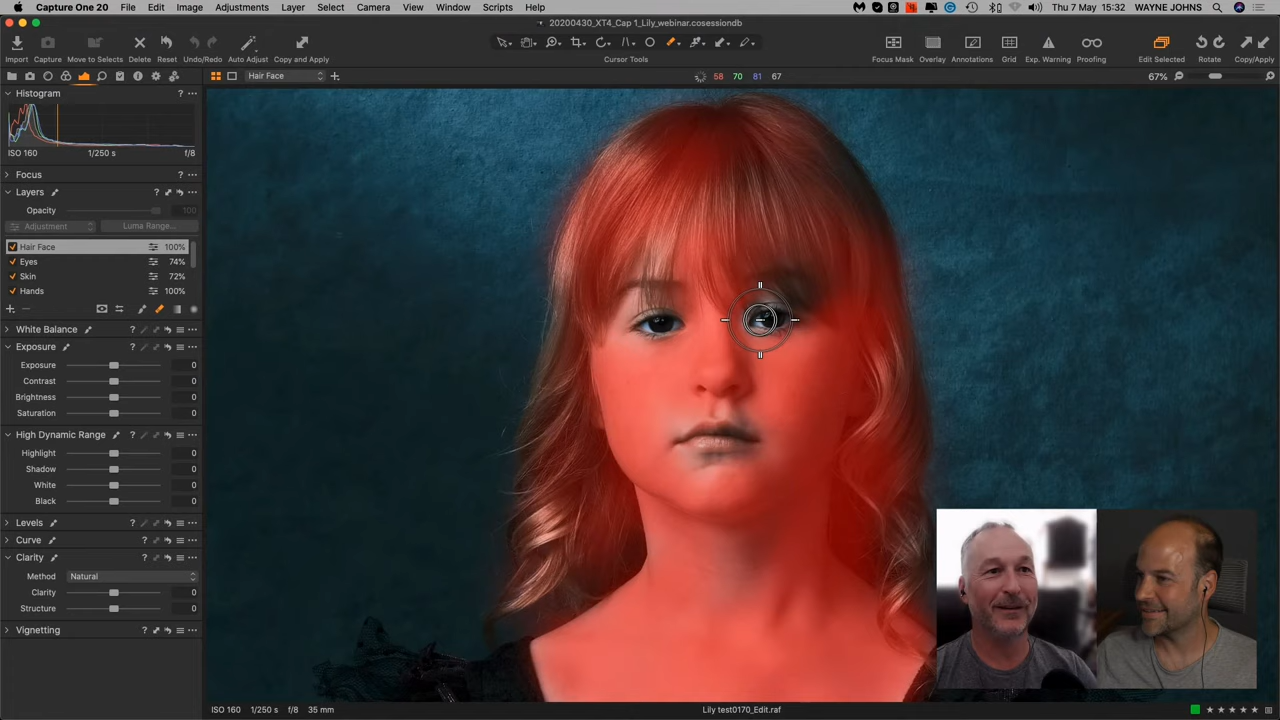 Capture One 20 File Edit Image Adjustments Layer Select Camera View Window Scripts Help
Thu 7 May 15:32 WAYNE JOHNS
20200430_XT4_Cap 1_Lily_webinar.cosessiondb
Import Capture Move to Selects Delete Reset Undo/Redo Auto Adjust Copy and Apply
Cursor Tools
Focus Mask Overlay Annotations Grid Exp. Warning Proofing Edit Selected Rotate Copy/Apply
Hair Face
58 70 81 67
67%
Histogram ? ···
ISO 160 1/250 s f/8
Focus ? ···
Layers ? ···
Opacity 100
Adjustment Luma Range...
Hair Face 100%
Eyes 74%
Skin 72%
Hands 100%
White Balance ?
Exposure ?
Exposure 0
Contrast 0
Brightness 0
Saturation 0
High Dynamic Range ?
Highlight 0
Shadow 0
White 0
Black 0
Levels ?
Curve ?
Clarity ?
Method Natural
Clarity 0
Structure 0
Vignetting ?
ISO 160 1/250 s f/8 35 mm
Lily test0170_Edit.raf